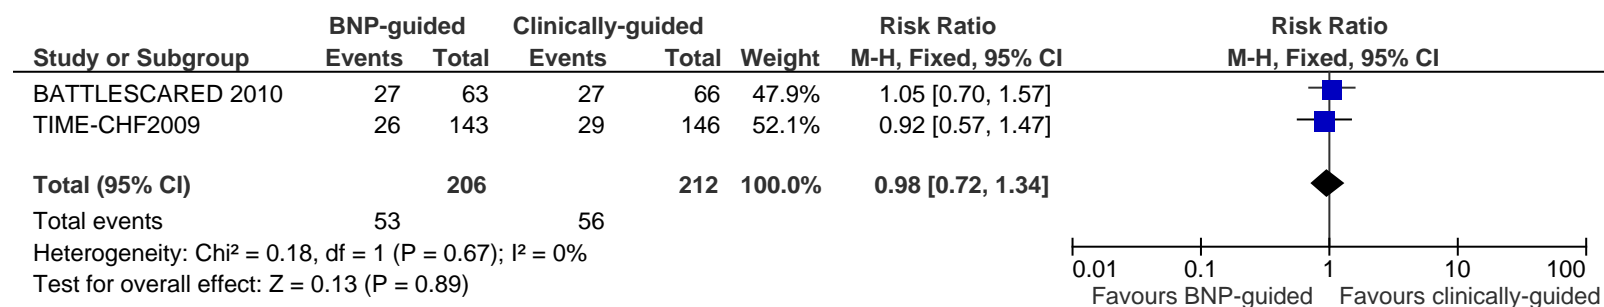 BNP-guided Clinically-guided Risk Ratio Risk Ratio
Study or Subgroup Events Total Events Total Weight M-H, Fixed, 95% CI M-H, Fixed, 95% CI
BATTLESCARED 2010 27 63 27 66 47.9% 1.05 [0.70, 1.57]
TIME-CHF2009 26 143 29 146 52.1% 0.92 [0.57, 1.47]
Total (95% CI) 206 212 100.0% 0.98 [0.72, 1.34]
Total events 53 56
Heterogeneity: Chi² = 0.18, df = 1 (P = 0.67); I² = 0%
Test for overall effect: Z = 0.13 (P = 0.89)
0.01 0.1 1 10 100
Favours BNP-guided Favours clinically-guided